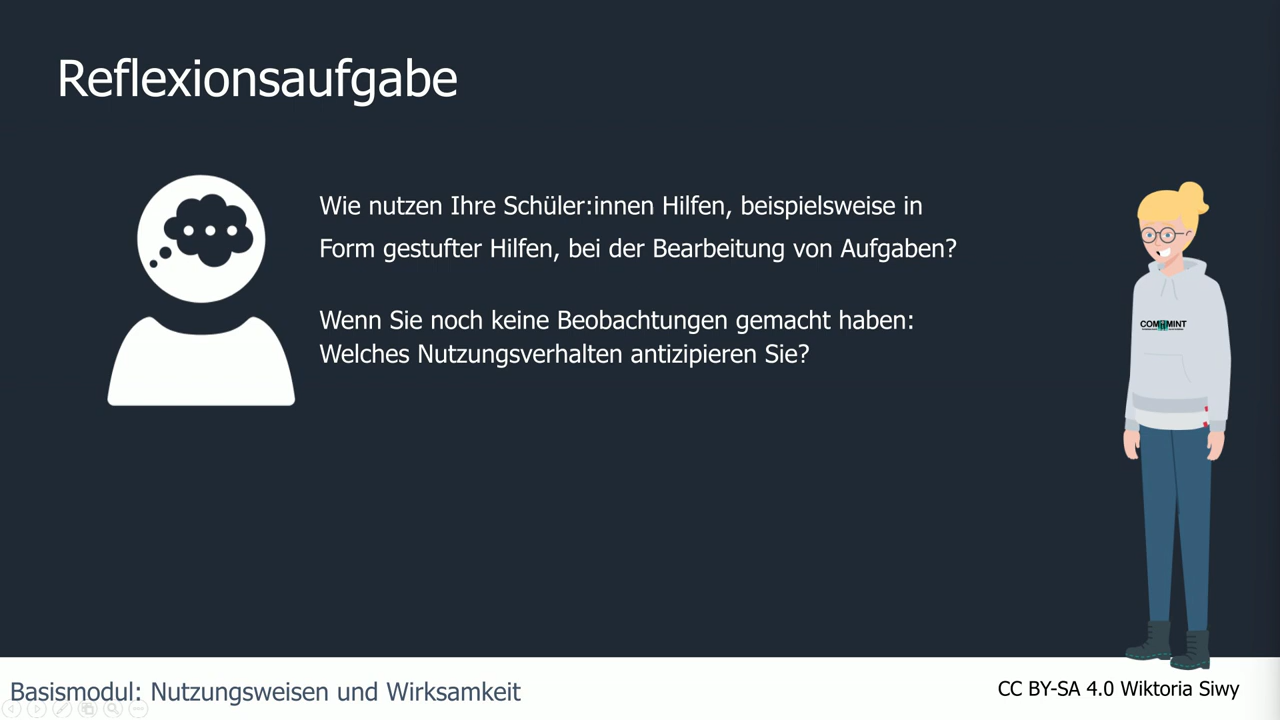 Reflexionsaufgabe
Wie nutzen Ihre Schüler:innen Hilfen, beispielsweise in
Form gestufter Hilfen, bei der Bearbeitung von Aufgaben?
Wenn Sie noch keine Beobachtungen gemacht haben:
Welches Nutzungsverhalten antizipieren Sie?
Basismodul: Nutzungsweisen und Wirksamkeit
CC BY-SA 4.0 Wiktoria Siwy